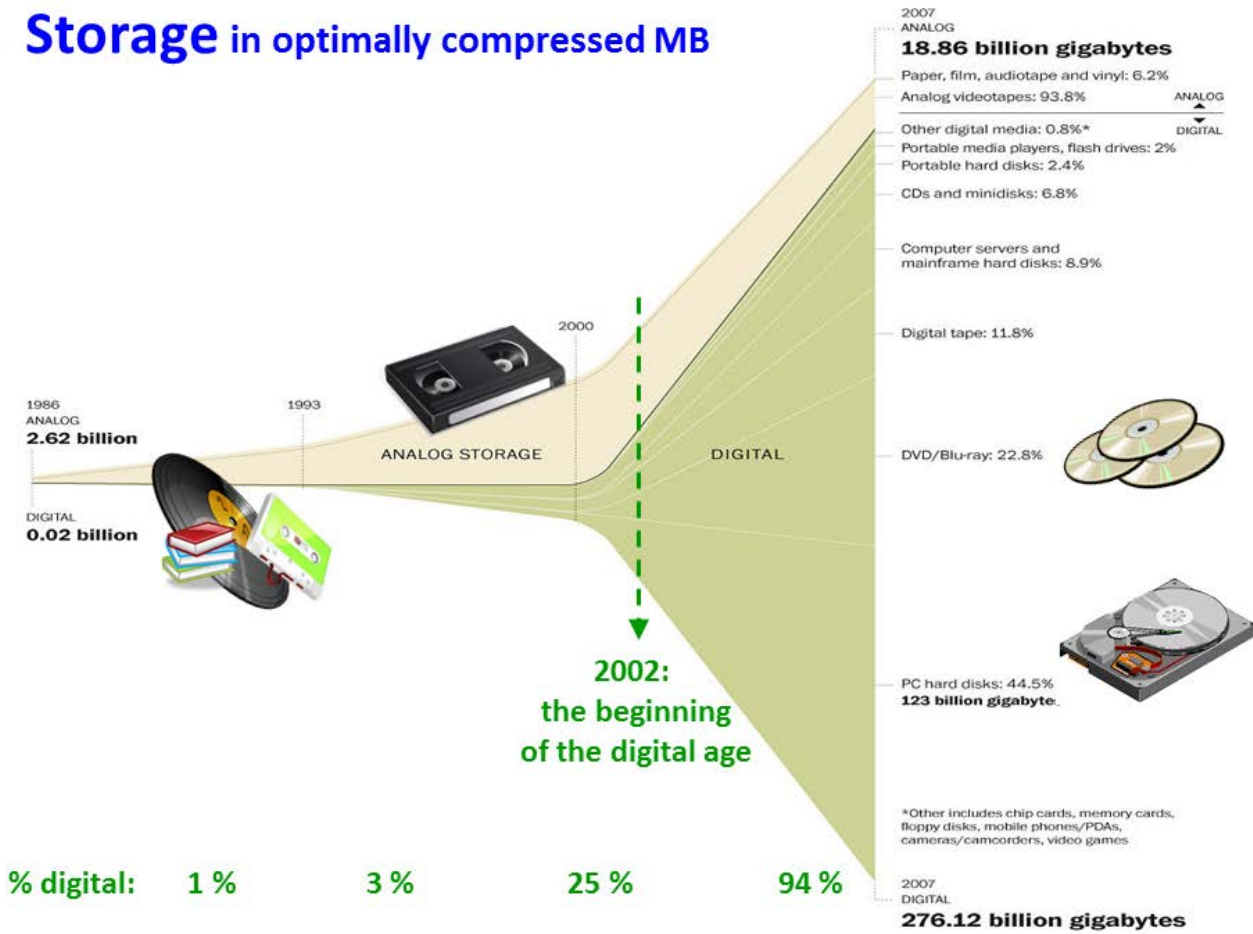 Storage in optimally compressed MB
2007
ANALOG
18.86 billion gigabytes
Paper, film, audiotape and vinyl: 6.2%
Analog videotapes: 93.8%
ANALOG
DIGITAL
Other digital media: 0.8%*
Portable media players, flash drives: 2%
Portable hard disks: 2.4%
CDs and minidisks: 6.8%
Computer servers and
mainframe hard disks: 8.9%
Digital tape: 11.8%
2000
1993
1986
ANALOG
2.62 billion
ANALOG STORAGE
DIGITAL
DVD/Blu-ray: 22.8%
DIGITAL
0.02 billion
2002:
the beginning
of the digital age
PC hard disks: 44.5%
123 billion gigabyte.
*Other includes chip cards, memory cards,
floppy disks, mobile phones/PDAs,
cameras/camcorders, video games
% digital: 1 % 3 % 25 % 94 %
2007
DIGITAL
276.12 billion gigabytes